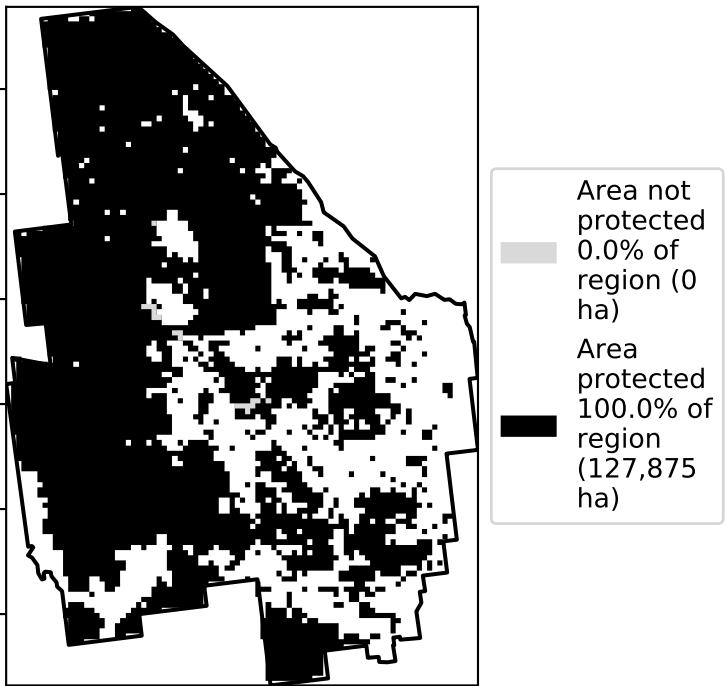 Area not
protected
0.0% of
region (0
ha)
Area
protected
100.0% of
region
(127,875
ha)